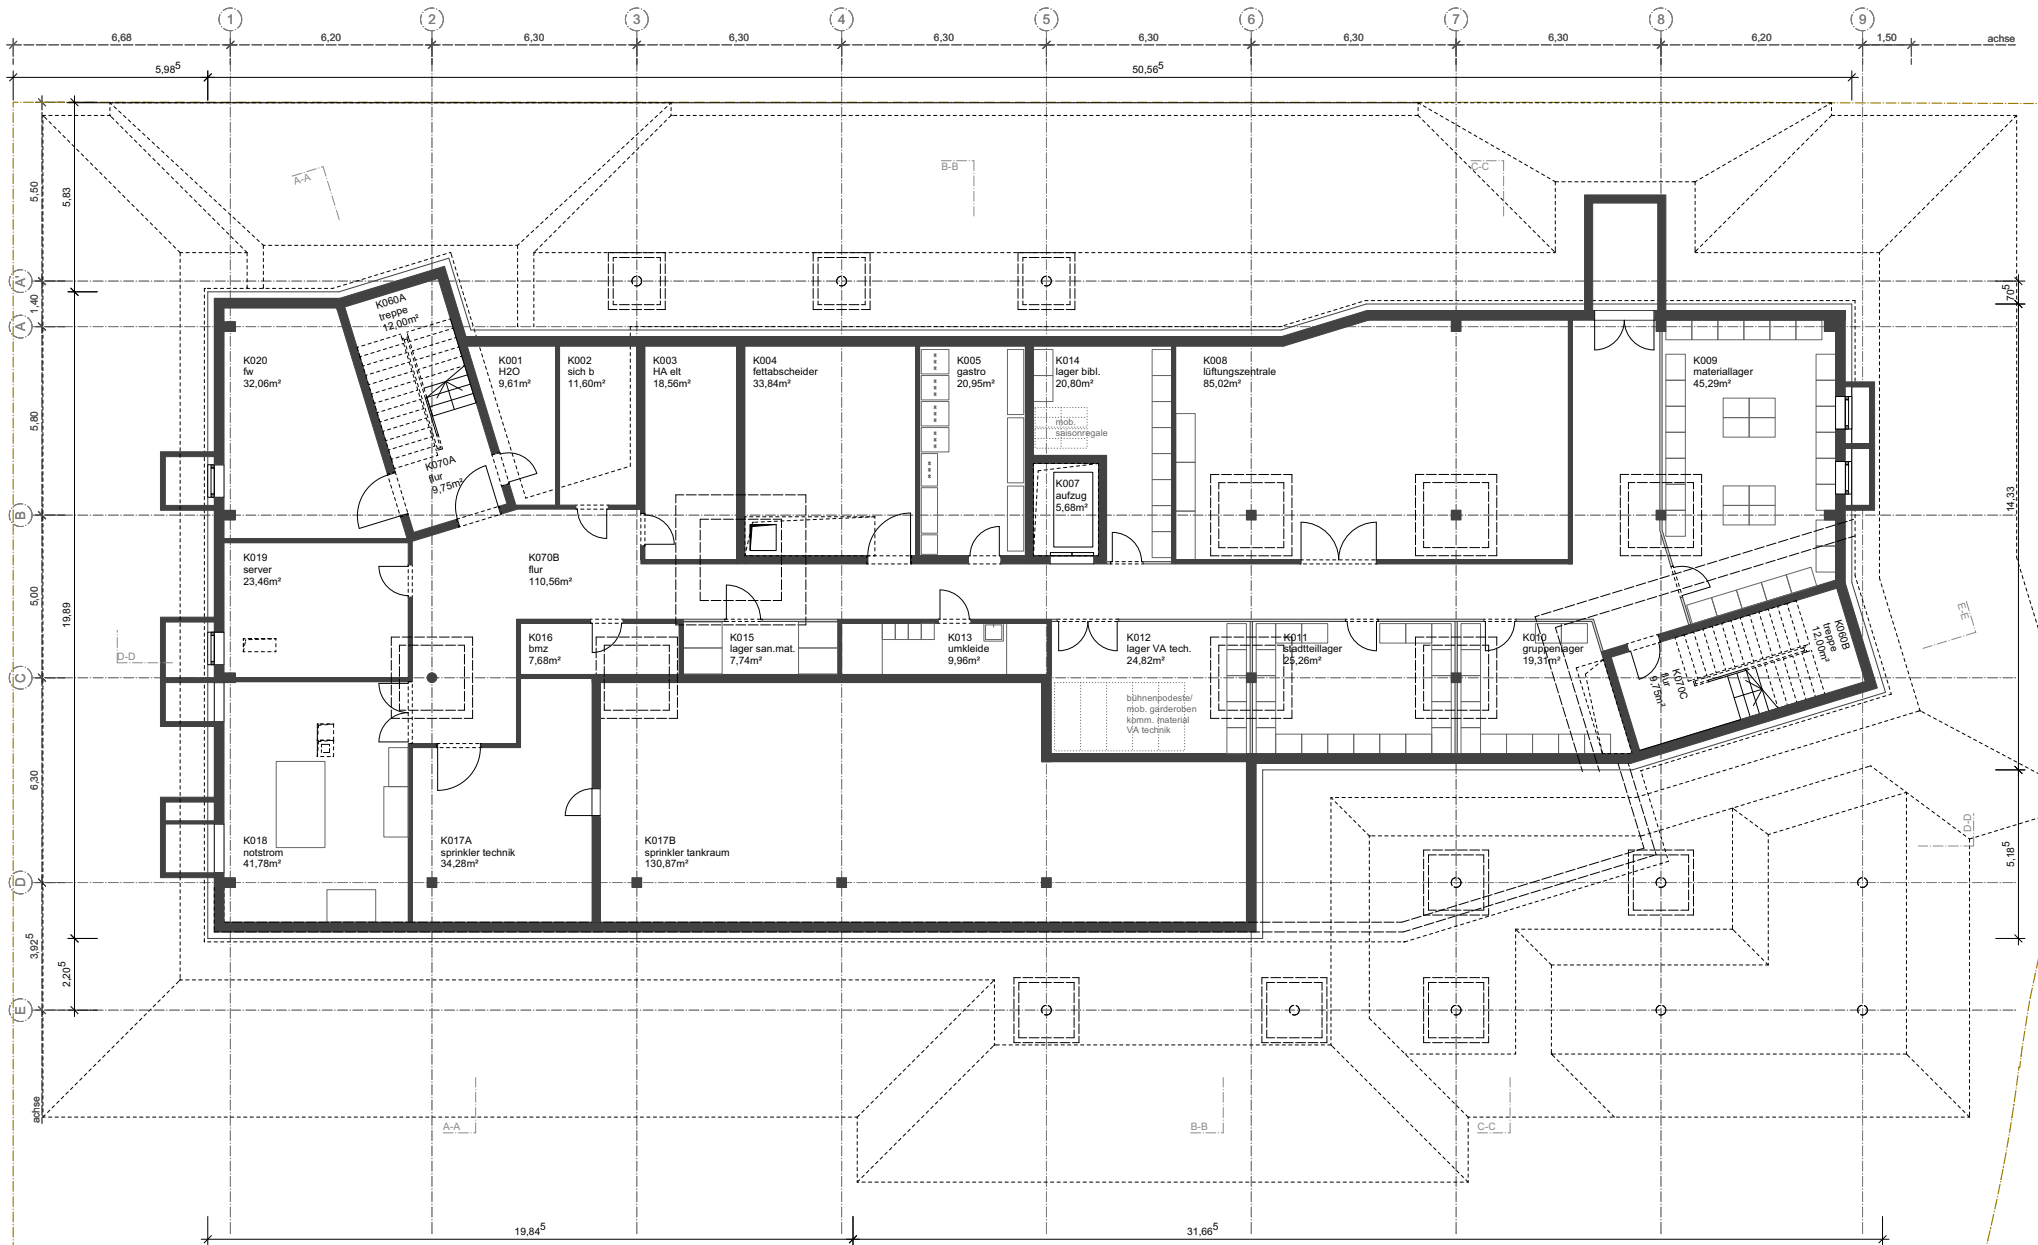 1 2 3 4 5 6 7 8 9
6,68 6,20 6,30 6,30 6,30 6,30 6,30 6,30 6,20 1,50 achse
5,98⁵ 50,56⁵
5,50
5,83
A-A
B-B
C-C
A'
1,40
70⁵
A
K060A
treppe
12,00m²
K020
fw
32,06m²
K001
H2O
9,61m²
K002
sich b
11,60m²
K003
HA elt
18,56m²
K004
fettabscheider
33,84m²
K005
gastro
20,95m²
K014
lager bibl.
20,80m²
K008
lüftungszentrale
85,02m²
K009
materiallager
45,29m²
5,80
mob.
saisonregale
K070A
flur
9,75m²
K007
aufzug
5,68m²
B
14,33
K019
server
23,46m²
K070B
flur
110,56m²
5,00
19,89
E-E
D-D
K016
bmz
7,68m²
K015
lager san.mat.
7,74m²
K013
umkleide
9,96m²
K012
lager VA tech.
24,82m²
K011
stadtteillager
25,26m²
K010
gruppenlager
19,31m²
K060B
treppe
12,00m²
K070C
flur
9,75m²
C
bühnenpodeste/
mob. garderoben
komm. material
VA technik
6,30
K018
notstrom
41,78m²
K017A
sprinkler technik
34,28m²
K017B
sprinkler tankraum
130,87m²
D-D
5,18⁵
D
3,92⁵
2,20⁵
E
achse
A-A
B-B
C-C
19,84⁵ 31,66⁵